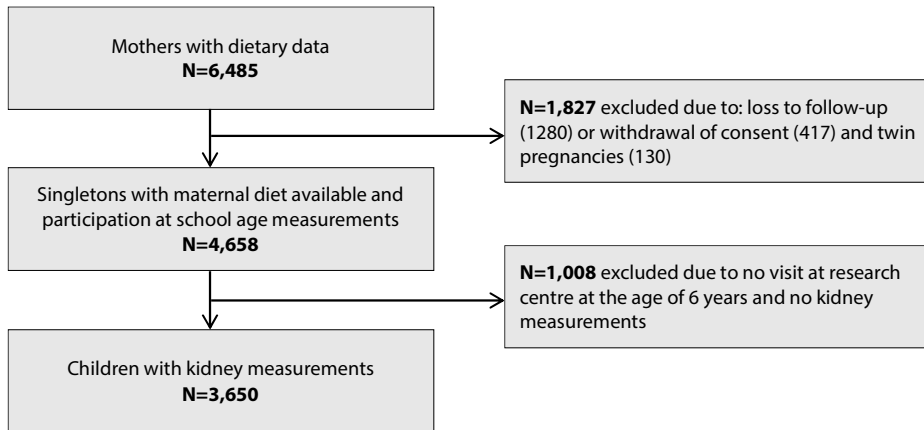 Mothers with dietary data
N=6,485
N=1,827 excluded due to: loss to follow-up
(1280) or withdrawal of consent (417) and twin
pregnancies (130)
Singletons with maternal diet available and
participation at school age measurements
N=4,658
N=1,008 excluded due to no visit at research
centre at the age of 6 years and no kidney
measurements
Children with kidney measurements
N=3,650